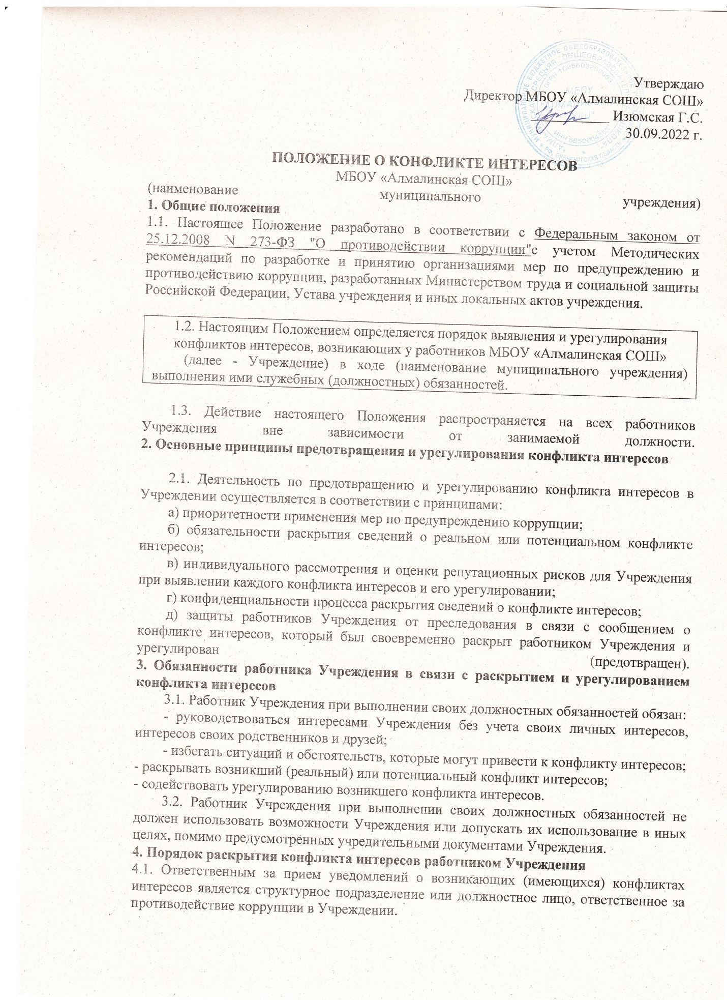 Утверждаю
Директор МБОУ «Алмалинская СОШ»
Изюмская Г.С.
30.09.2022 г.
ПОЛОЖЕНИЕ О КОНФЛИКТЕ ИНТЕРЕСОВ
МБОУ «Алмалинская СОШ»
(наименование муниципального учреждения)
1. Общие положения
1.1. Настоящее Положение разработано в соответствии с Федеральным законом от
25.12.2008 N 273-ФЗ "О противодействии коррупции"с учетом Методических
рекомендаций по разработке и принятию организациями мер по предупреждению и
противодействию коррупции, разработанных Министерством труда и социальной защиты
Российской Федерации, Устава учреждения и иных локальных актов учреждения.
1.2. Настоящим Положением определяется порядок выявления и урегулирования
конфликтов интересов, возникающих у работников МБОУ «Алмалинская СОШ»
(далее - Учреждение) в ходе (наименование муниципального учреждения)
выполнения ими служебных (должностных) обязанностей.
1.3. Действие настоящего Положения распространяется на всех работников
Учреждения вне зависимости от занимаемой должности.
2. Основные принципы предотвращения и урегулирования конфликта интересов
2.1. Деятельность по предотвращению и урегулированию конфликта интересов в
Учреждении осуществляется в соответствии с принципами:
а) приоритетности применения мер по предупреждению коррупции;
б) обязательности раскрытия сведений о реальном или потенциальном конфликте
интересов;
в) индивидуального рассмотрения и оценки репутационных рисков для Учреждения
при выявлении каждого конфликта интересов и его урегулировании;
г) конфиденциальности процесса раскрытия сведений о конфликте интересов;
д) защиты работников Учреждения от преследования в связи с сообщением о
конфликте интересов, который был своевременно раскрыт работником Учреждения и
урегулирован (предотвращен).
3. Обязанности работника Учреждения в связи с раскрытием и урегулированием
конфликта интересов
3.1. Работник Учреждения при выполнении своих должностных обязанностей обязан:
- руководствоваться интересами Учреждения без учета своих личных интересов,
интересов своих родственников и друзей;
- избегать ситуаций и обстоятельств, которые могут привести к конфликту интересов;
- раскрывать возникший (реальный) или потенциальный конфликт интересов;
- содействовать урегулированию возникшего конфликта интересов.
3.2. Работник Учреждения при выполнении своих должностных обязанностей не
должен использовать возможности Учреждения или допускать их использование в иных
целях, помимо предусмотренных учредительными документами Учреждения.
4. Порядок раскрытия конфликта интересов работником Учреждения
4.1. Ответственным за прием уведомлений о возникающих (имеющихся) конфликтах
интересов является структурное подразделение или должностное лицо, ответственное за
противодействие коррупции в Учреждении.